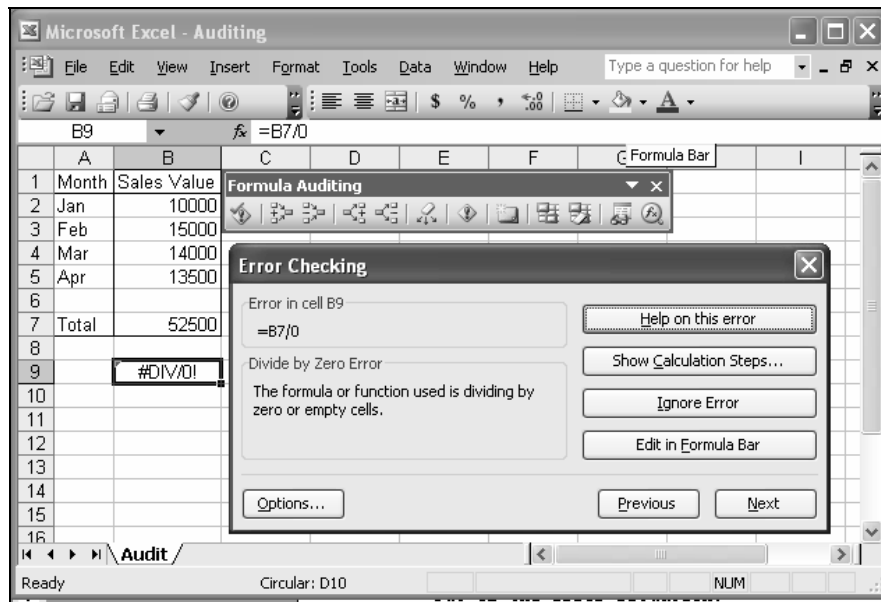 Microsoft Excel - Auditing
File Edit View Insert Format Tools Data Window Help Type a question for help
$ % ,
B9 fx =B7/0
Formula Bar
A B C D E F G I
1 Month Sales Value
Formula Auditing
2 Jan 10000
3 Feb 15000
4 Mar 14000
5 Apr 13500
6
7 Total 52500
8
9 #DIV/0!
10
11
12
13
14
15
16
Error Checking
Error in cell B9
=B7/0
Divide by Zero Error
The formula or function used is dividing by
zero or empty cells.
Help on this error
Show Calculation Steps...
Ignore Error
Edit in Formula Bar
Options...
Previous
Next
Audit
Ready Circular: D10 NUM